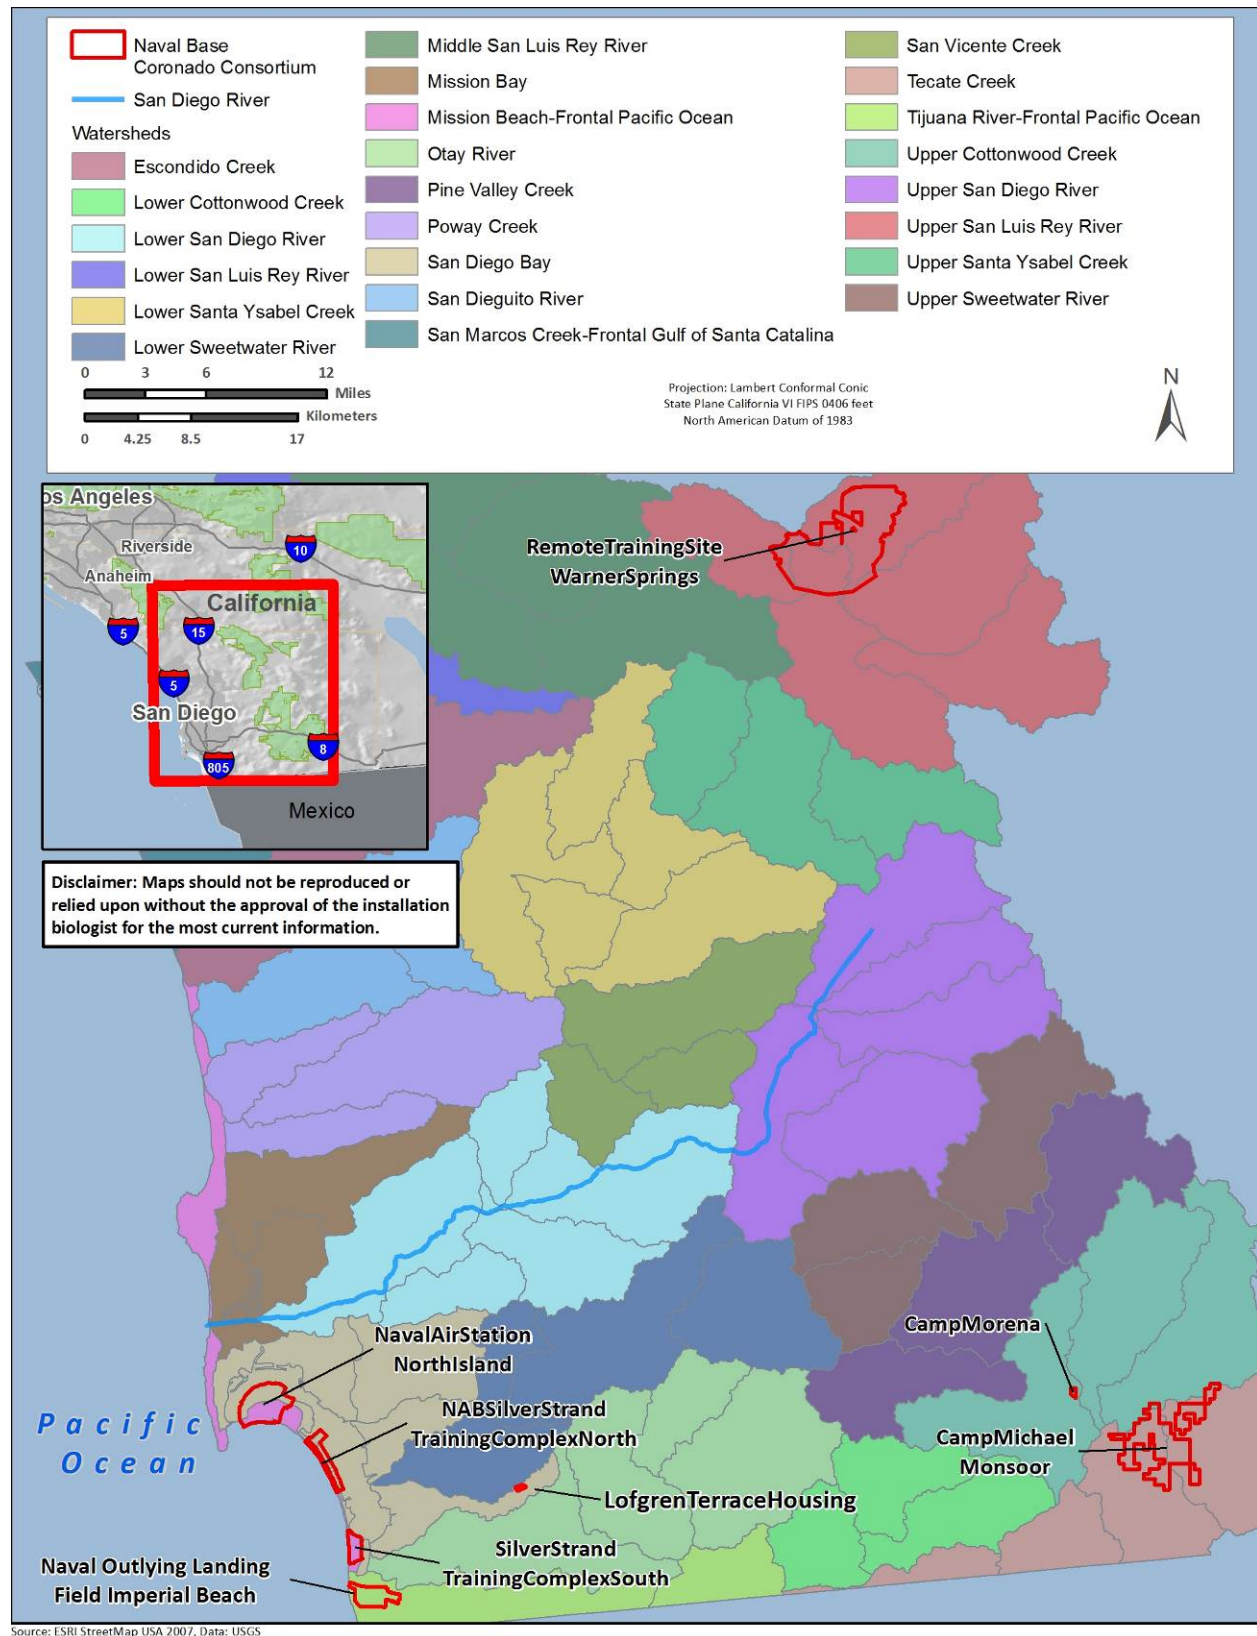 Naval Base
Coronado Consortium
San Diego River
Watersheds
Escondido Creek
Lower Cottonwood Creek
Lower San Diego River
Lower San Luis Rey River
Lower Santa Ysabel Creek
Lower Sweetwater River
Middle San Luis Rey River
Mission Bay
Mission Beach-Frontal Pacific Ocean
Otay River
Pine Valley Creek
Poway Creek
San Diego Bay
San Dieguito River
San Marcos Creek-Frontal Gulf of Santa Catalina
San Vicente Creek
Tecate Creek
Tijuana River-Frontal Pacific Ocean
Upper Cottonwood Creek
Upper San Diego River
Upper San Luis Rey River
Upper Santa Ysabel Creek
Upper Sweetwater River
0 3 6 12
Miles
Kilometers
0 4.25 8.5 17
Projection: Lambert Conformal Conic
State Plane California VI FIPS 0406 feet
North American Datum of 1983
N
os Angeles
Riverside
10
Anaheim
California
5
15
5
San Diego
8
805
Mexico
RemoteTrainingSite
WarnerSprings
Disclaimer: Maps should not be reproduced or
relied upon without the approval of the installation
biologist for the most current information.
NavalAirStation
NorthIsland
CampMorena
NABSilverStrand
TrainingComplexNorth
Pacific
Ocean
CampMichael
Monsoor
LofgrenTerraceHousing
SilverStrand
TrainingComplexSouth
Naval Outlying Landing
Field Imperial Beach
Source: ESRI StreetMap USA 2007, Data: USGS